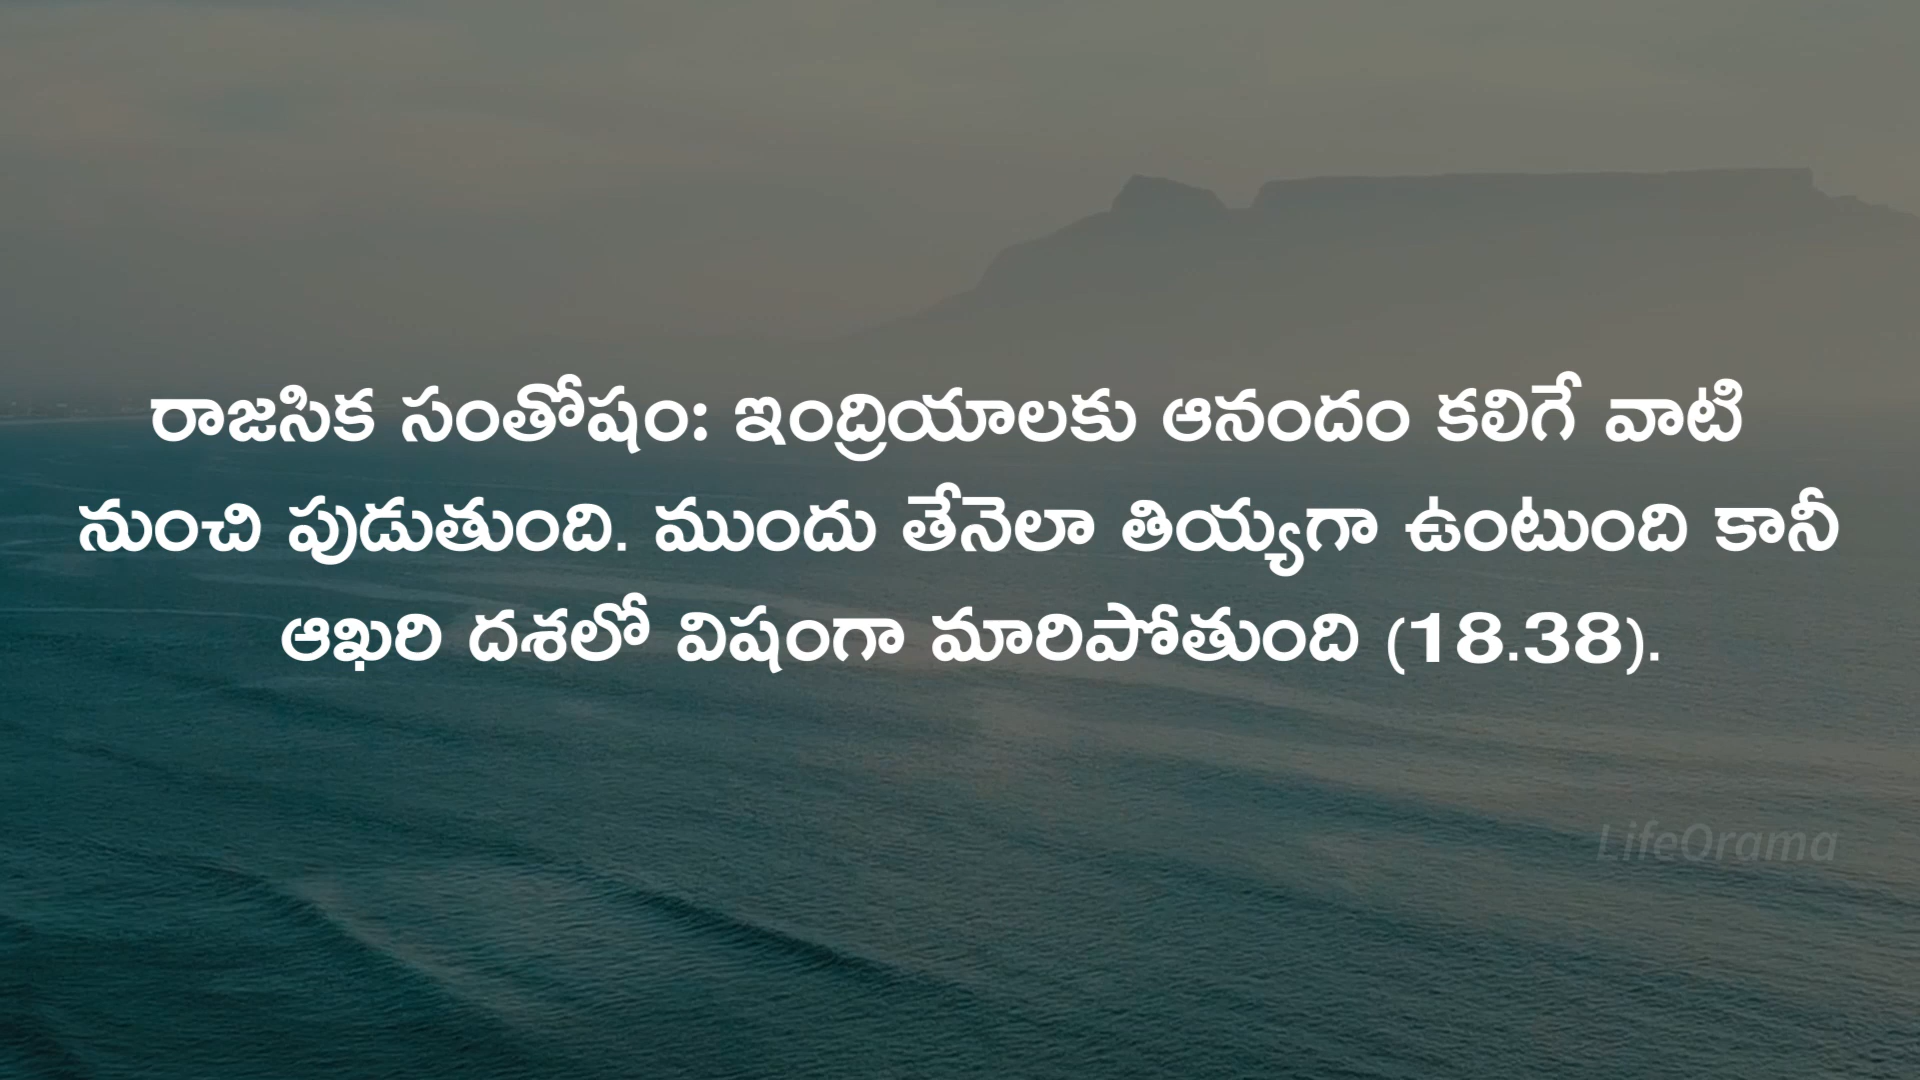 రాజసిక సంతోషం: ఇంద్రియాలకు ఆనందం కలిగే వాటి
నుంచి పుడుతుంది. ముందు తేనెలా తియ్యగా ఉంటుంది కానీ
ఆఖరి దశలో విషంగా మారిపోతుంది (18.38).
LifeOrama